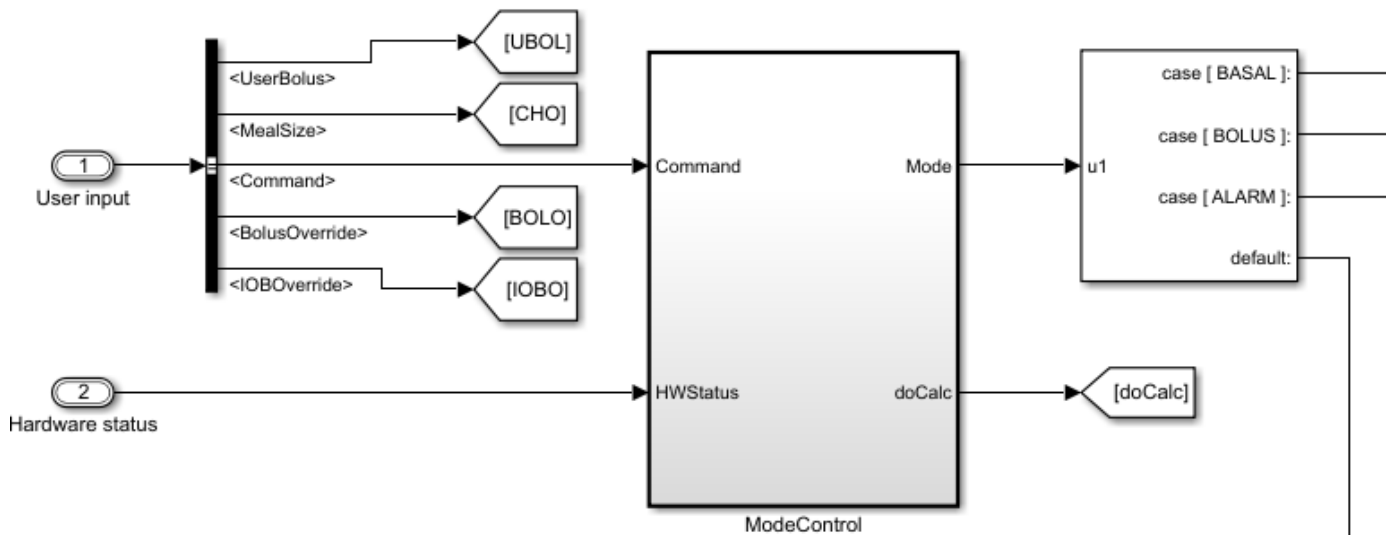 [UBOL]
<UserBolus>
[CHO]
<MealSize>
1
User input
<Command>
[BOLO]
<BolusOverride>
[IOBO]
<IOBOverride>
2
Hardware status
Command
Mode
HWStatus
doCalc
ModeControl
u1
case [ BASAL ]:
case [ BOLUS ]:
case [ ALARM ]:
default:
[doCalc]